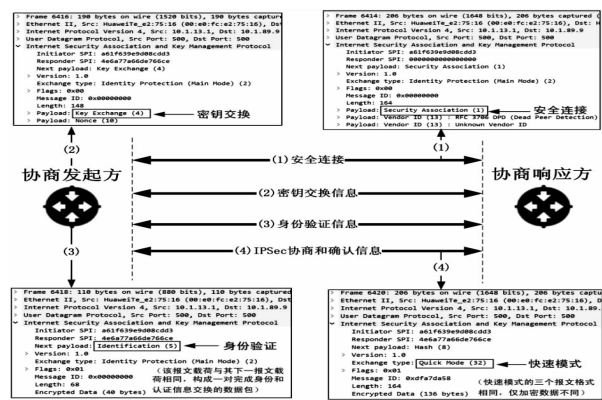 Frame 6416: 190 bytes on wire (1520 bits), 190 bytes captur
Ethernet II, Src: HuaweiTe_e2:75:16 (00:e0:fc:e2:75:16), Dst
Internet Protocol Version 4, Src: 10.1.13.1, Dst: 10.1.89.9
User Datagram Protocol, Src Port: 500, Dst Port: 500
Internet Security Association and Key Management Protocol
Initiator SPI: a61f639e9d08cdd3
Responder SPI: 4e6a77a66de766ce
Next payload: Key Exchange (4)
Version: 1.0
Exchange type: Identity Protection (Main Mode) (2)
Flags: 0x00
Message ID: 0x00000000
Length: 148
Payload: Key Exchange (4)
密钥交换
Payload: Nonce (10)
Frame 6414: 206 bytes on wire (1648 bits), 206 bytes captured (
Ethernet II, Src: HuaweiTe_e2:75:16 (00:e0:fc:e2:75:16), Dst: H
Internet Protocol Version 4, Src: 10.1.13.1, Dst: 10.1.89.9
User Datagram Protocol, Src Port: 500, Dst Port: 500
Internet Security Association and Key Management Protocol
Initiator SPI: a61f639e9d08cdd3
Responder SPI: 0000000000000000
Next payload: Security Association (1)
Version: 1.0
Exchange type: Identity Protection (Main Mode) (2)
Flags: 0x00
Message ID: 0x00000000
Length: 164
Payload: Security Association (1)
安全连接
Payload: Vendor ID (13) : RFC 3706 DPD (Dead Peer Detection)
Payload: Vendor ID (13) : Unknown Vendor ID
(2)
(1)
协商发起方
协商响应方
(1)安全连接
(2)密钥交换信息
(3)身份验证信息
(4)IPSec协商和确认信息
(3)
(4)
Frame 6418: 110 bytes on wire (880 bits), 110 bytes captured
Ethernet II, Src: HuaweiTe_e2:75:16 (00:e0:fc:e2:75:16), Dst
Internet Protocol Version 4, Src: 10.1.13.1, Dst: 10.1.89.9
User Datagram Protocol, Src Port: 500, Dst Port: 500
Internet Security Association and Key Management Protocol
Initiator SPI: a61f639e9d08cdd3
Responder SPI: 4e6a77a66de766ce
Next payload: Identification (5)
身份验证
Version: 1.0
Exchange type: Identity Protection (Main Mode) (2)
Flags: 0x01
Message ID: 0x00000000
Length: 68
Encrypted Data (40 bytes)
(该报文载荷与其下一报文载
荷相同，构成一对完成身份和
认证信息交换的数据包)
Frame 6420: 206 bytes on wire (1648 bits), 206 bytes cap
Ethernet II, Src: HuaweiTe_e2:75:16 (00:e0:fc:e2:75:16), D
Internet Protocol Version 4, Src: 10.1.13.1, Dst: 10.1.89.
User Datagram Protocol, Src Port: 500, Dst Port: 500
Internet Security Association and Key Management Protocol
Initiator SPI: a61f639e9d08cdd3
Responder SPI: 4e6a77a66de766ce
Next payload: Hash (8)
Version: 1.0
Exchange type: Quick Mode (32)
快速模式
Flags: 0x01
Message ID: 0xdfa7da58
Length: 164
Encrypted Data (136 bytes)
(快速模式的三个报文格式
相同，仅加密数据不同)